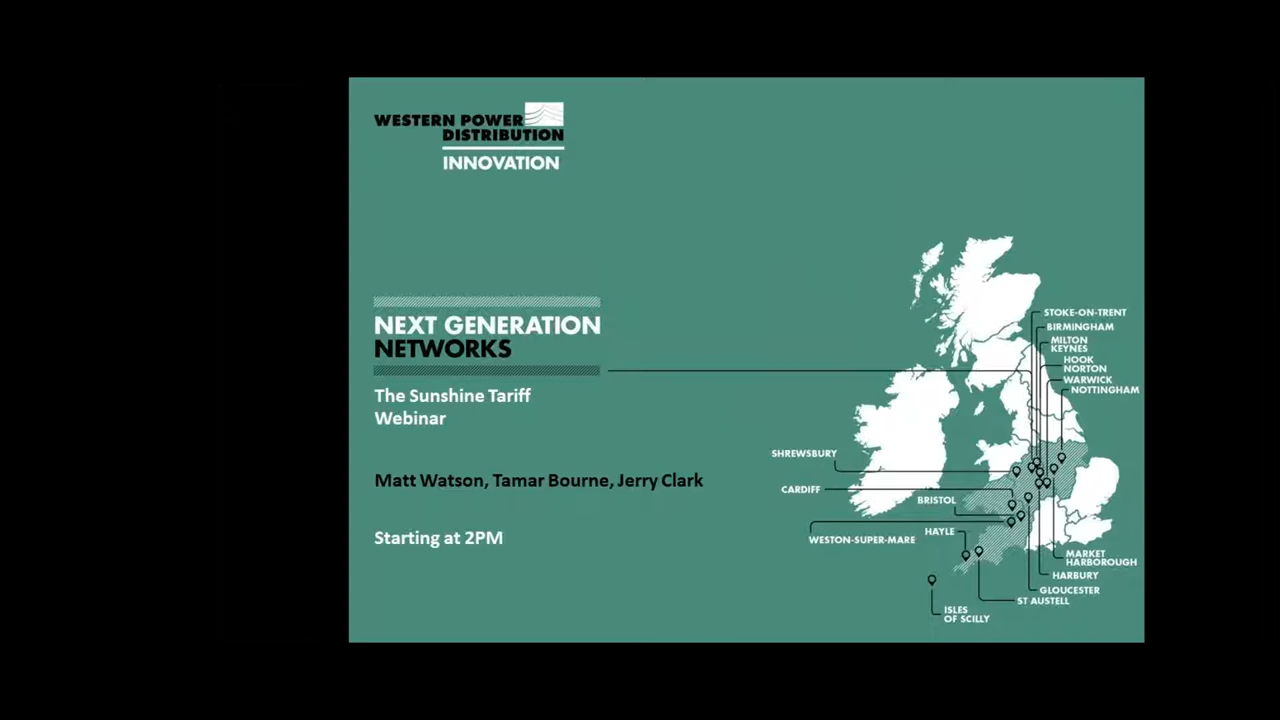 WESTERN POWER
DISTRIBUTION
INNOVATION
NEXT GENERATION
NETWORKS
The Sunshine Tariff
Webinar
Matt Watson, Tamar Bourne, Jerry Clark
Starting at 2PM
STOKE-ON-TRENT
BIRMINGHAM
MILTON
KEYNES
HOOK
NORTON
WARWICK
NOTTINGHAM
SHREWSBURY
CARDIFF
BRISTOL
WESTON-SUPER-MARE
HAYLE
MARKET
HARBOROUGH
HARBURY
GLOUCESTER
ST AUSTELL
ISLES
OF SCILLY